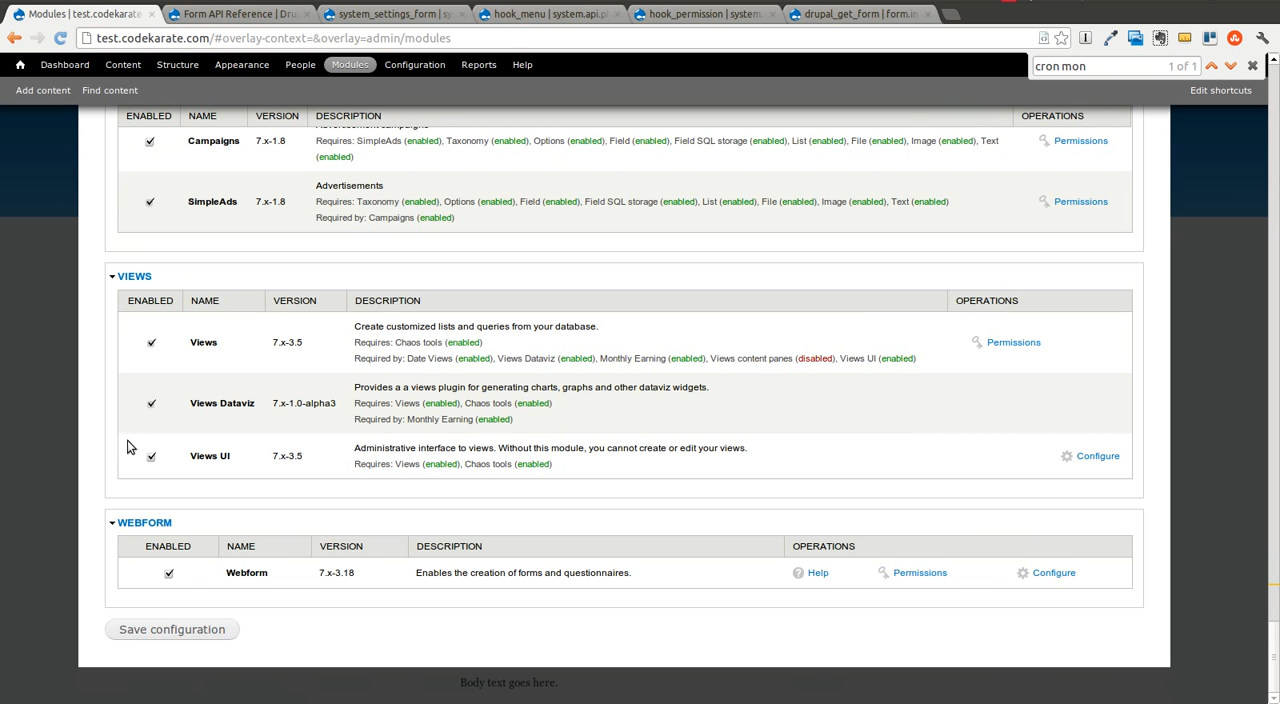 Modules | test.codekarate.c
Form API Reference | Dru
system_settings_form | sy
hook_menu | system.api.p
hook_permission | system.
drupal_get_form | form.in
test.codekarate.com/#overlay-context=&overlay=admin/modules
Dashboard Content Structure Appearance People Modules Configuration Reports Help
cron mon 1 of 1
Add content Find content Edit shortcuts
ENABLED NAME VERSION DESCRIPTION OPERATIONS
Advertisement campaigns
Campaigns 7.x-1.8 Requires: SimpleAds (enabled), Taxonomy (enabled), Options (enabled), Field (enabled), Field SQL storage (enabled), List (enabled), File (enabled), Image (enabled), Text Permissions
(enabled)
Advertisements
SimpleAds 7.x-1.8 Requires: Taxonomy (enabled), Options (enabled), Field (enabled), Field SQL storage (enabled), List (enabled), File (enabled), Image (enabled), Text (enabled) Permissions
Required by: Campaigns (enabled)
VIEWS
ENABLED NAME VERSION DESCRIPTION OPERATIONS
Create customized lists and queries from your database.
Views 7.x-3.5 Requires: Chaos tools (enabled) Permissions
Required by: Date Views (enabled), Views Dataviz (enabled), Monthly Earning (enabled), Views content panes (disabled), Views UI (enabled)
Provides a a views plugin for generating charts, graphs and other dataviz widgets.
Views Dataviz 7.x-1.0-alpha3 Requires: Views (enabled), Chaos tools (enabled)
Required by: Monthly Earning (enabled)
Administrative interface to views. Without this module, you cannot create or edit your views.
Views UI 7.x-3.5 Configure
Requires: Views (enabled), Chaos tools (enabled)
WEBFORM
ENABLED NAME VERSION DESCRIPTION OPERATIONS
Webform 7.x-3.18 Enables the creation of forms and questionnaires. Help Permissions Configure
Save configuration
Body text goes here.